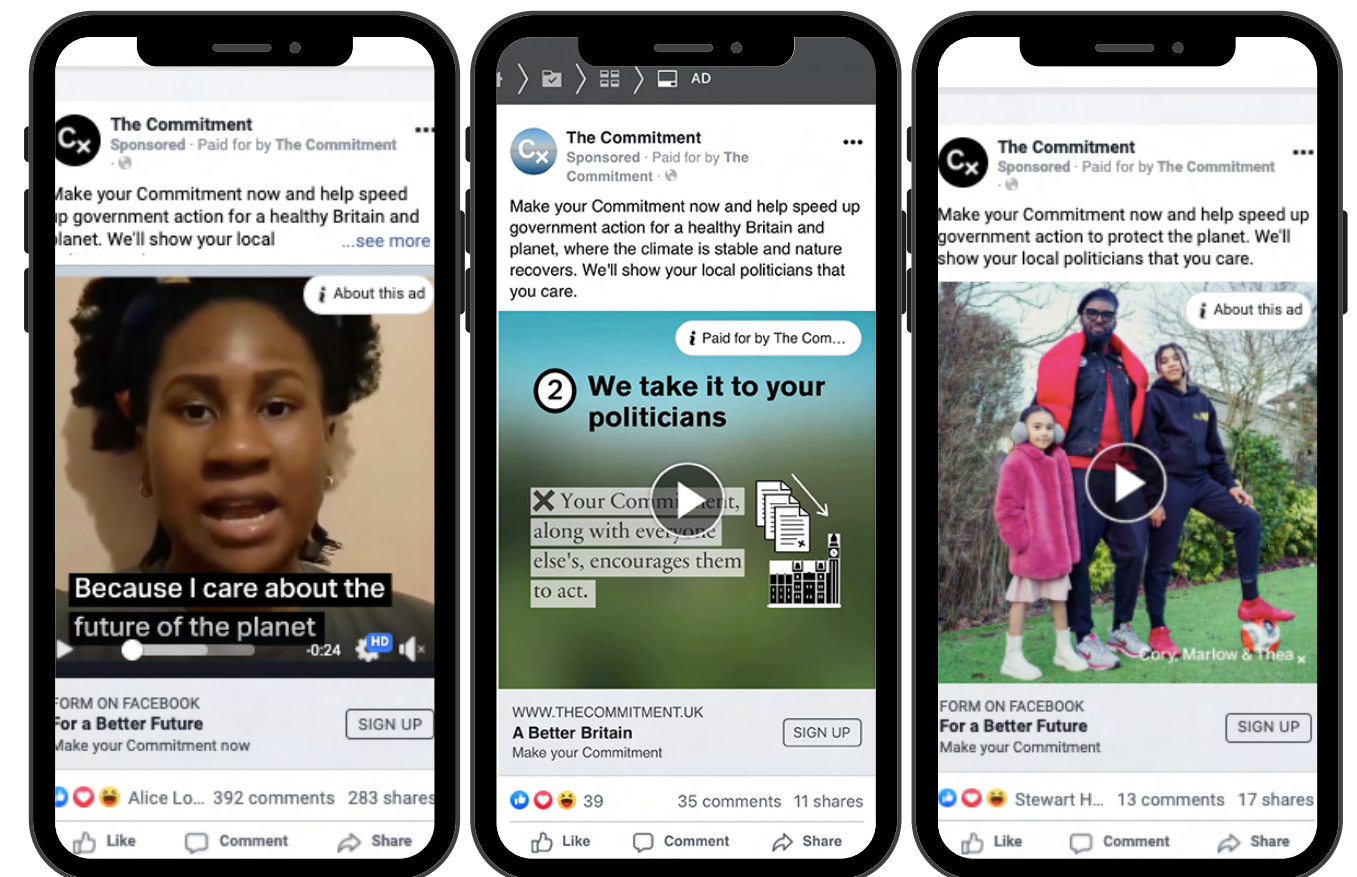 Cx
The Commitment
Sponsored · Paid for by The Commitment
·
Make your Commitment now and help speed
up government action for a healthy Britain and
planet. We'll show your local ...see more
i About this ad
Because I care about the
future of the planet
-0:24 HD
FORM ON FACEBOOK
For a Better Future
SIGN UP
Make your Commitment now
Alice Lo... 392 comments 283 shares
Like Comment Share
AD
Cx
The Commitment
Sponsored · Paid for by The
Commitment ·
Make your Commitment now and help speed up
government action for a healthy Britain and
planet, where the climate is stable and nature
recovers. We'll show your local politicians that
you care.
i Paid for by The Com...
2 We take it to your
politicians
Your Commitment,
along with everyone
else's, encourages them
to act.
WWW.THECOMMITMENT.UK
A Better Britain
SIGN UP
Make your Commitment
39 35 comments 11 shares
Like Comment Share
Cx
The Commitment
Sponsored · Paid for by The Commitment
·
Make your Commitment now and help speed up
government action to protect the planet. We'll
show your local politicians that you care.
i About this ad
Cory, Marlow & Thea x
FORM ON FACEBOOK
For a Better Future
SIGN UP
Make your Commitment
Stewart H... 13 comments 17 shares
Like Comment Share